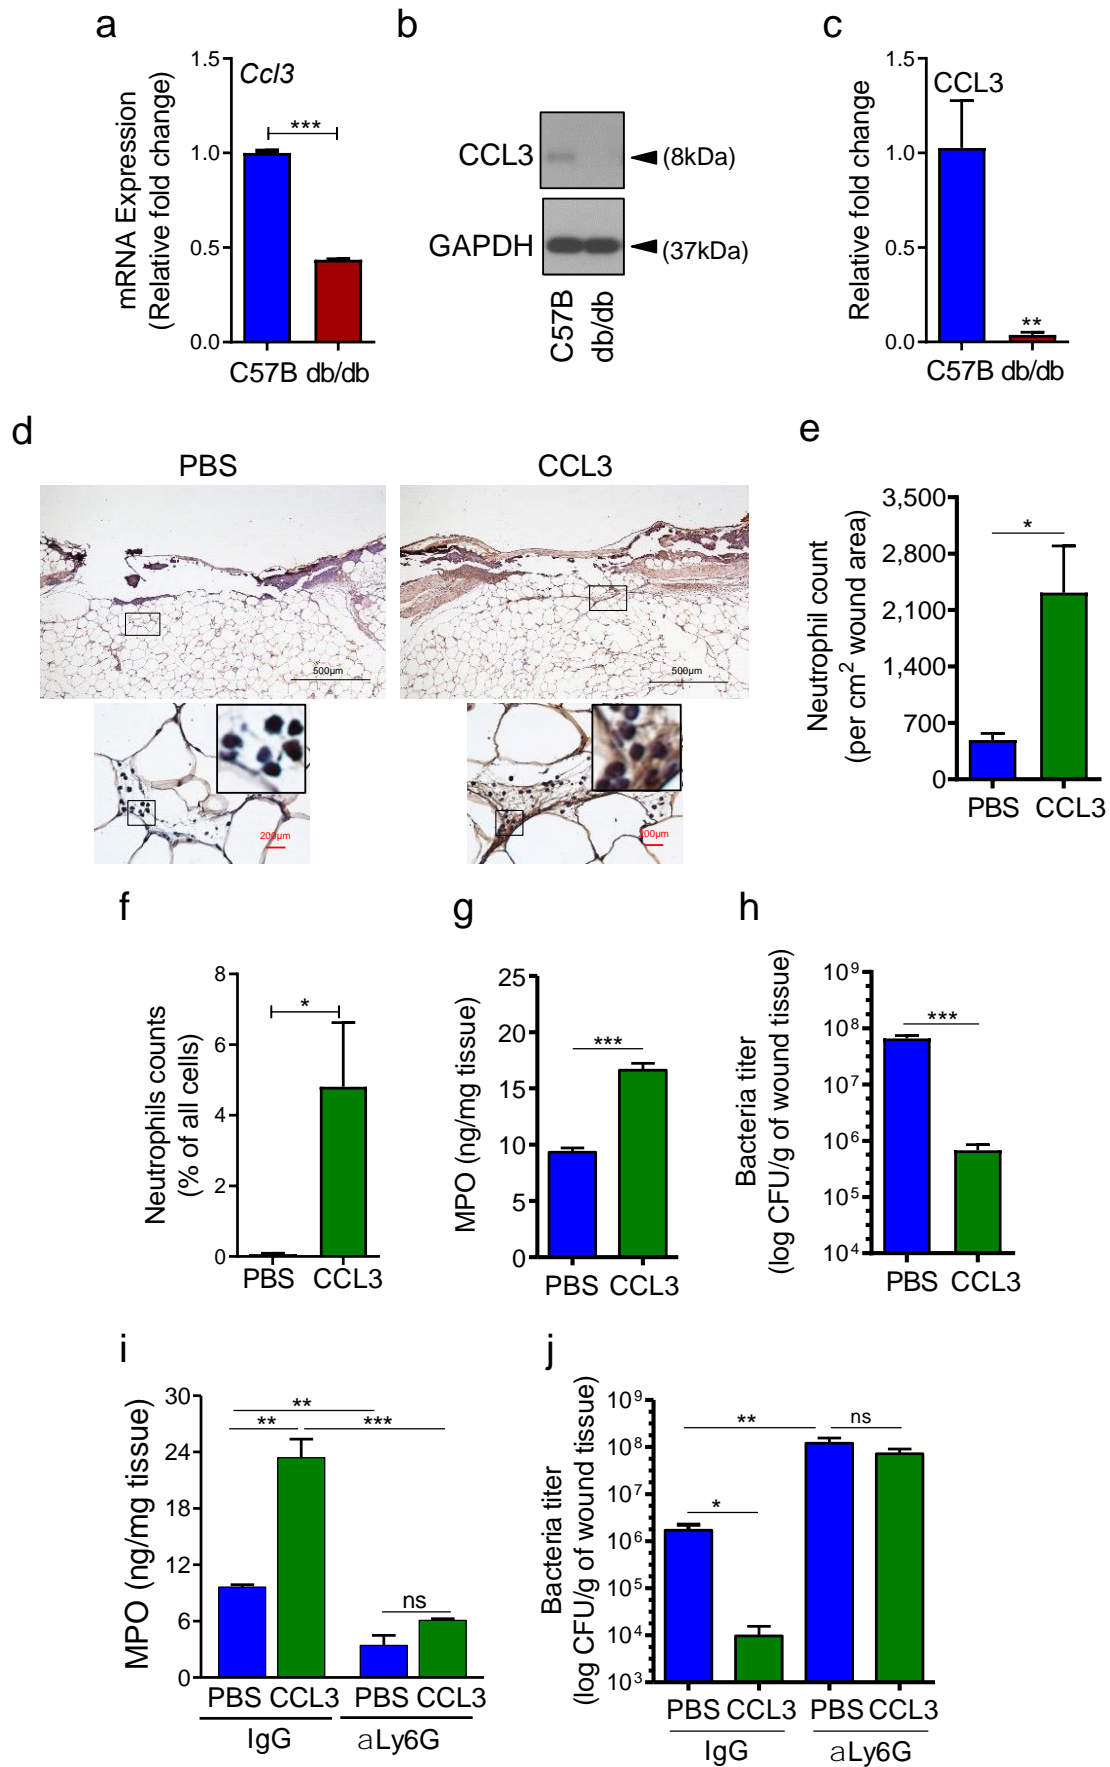 a
Ccl3
mRNA Expression
(Relative fold change)
1.5
1.0
0.5
0.0
***
C57B db/db
b
CCL3
(8kDa)
GAPDH
(37kDa)
C57B
db/db
c
CCL3
Relative fold change
1.5
1.0
0.5
0.0
**
C57B db/db
d
PBS
CCL3
500µm
500µm
200µm
200µm
e
Neutrophil count
(per cm² wound area)
3,500
2,800
2,100
1,400
700
0
*
PBS CCL3
f
Neutrophils counts
(% of all cells)
8
6
4
2
0
*
PBS CCL3
g
MPO (ng/mg tissue)
25
20
15
10
5
0
***
PBS CCL3
h
Bacteria titer
(log CFU/g of wound tissue)
10⁹
10⁸
10⁷
10⁶
10⁵
10⁴
***
PBS CCL3
i
MPO (ng/mg tissue)
30
24
18
12
6
0
**
**
***
ns
PBS CCL3 PBS CCL3
IgG aLy6G
j
Bacteria titer
(log CFU/g of wound tissue)
10⁹
10⁸
10⁷
10⁶
10⁵
10⁴
10³
**
ns
*
PBS CCL3 PBS CCL3
IgG aLy6G